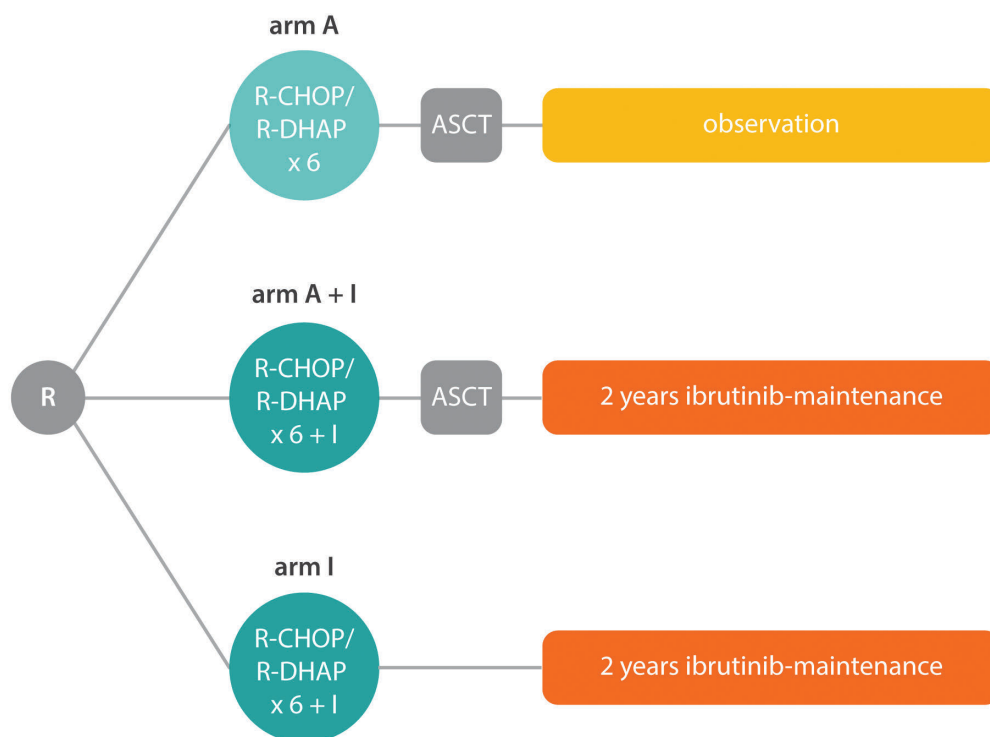 arm A
R-CHOP/
R-DHAP
x 6
ASCT
observation
arm A + I
R
R-CHOP/
R-DHAP
x 6 + I
ASCT
2 years ibrutinib-maintenance
arm I
R-CHOP/
R-DHAP
x 6 + I
2 years ibrutinib-maintenance